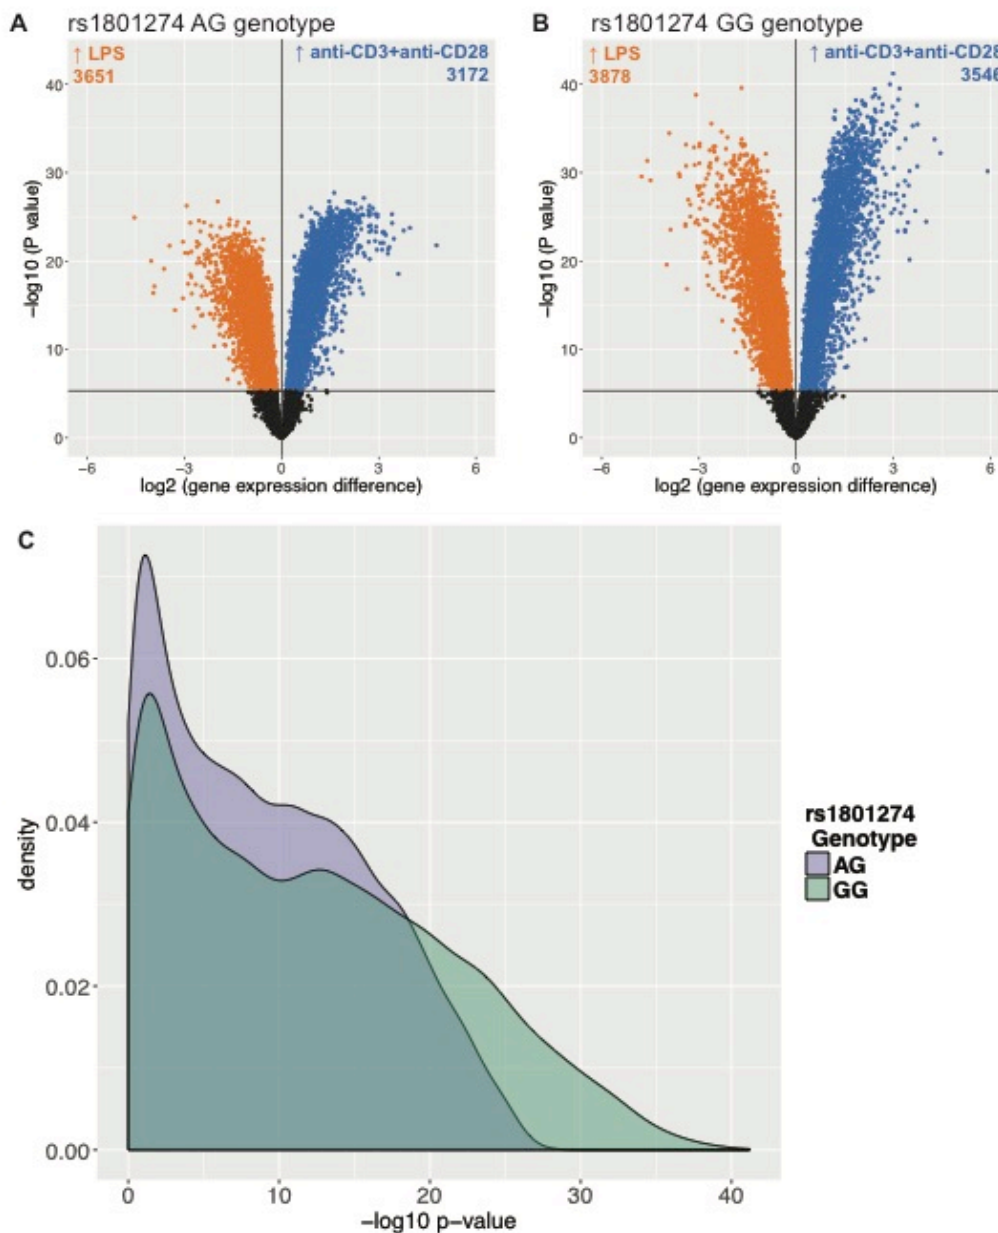 A rs1801274 AG genotype
↑ LPS
3651
↑ anti-CD3+anti-CD28
3172
40
30
20
10
0
−log10 (P value)
−6 −3 0 3 6
log2 (gene expression difference)
B rs1801274 GG genotype
↑ LPS
3878
↑ anti-CD3+anti-CD28
3546
40
30
20
10
0
−log10 (P value)
−6 −3 0 3 6
log2 (gene expression difference)
C
0.06
0.04
0.02
0.00
density
0 10 20 30 40
−log10 p−value
rs1801274
Genotype
AG
GG